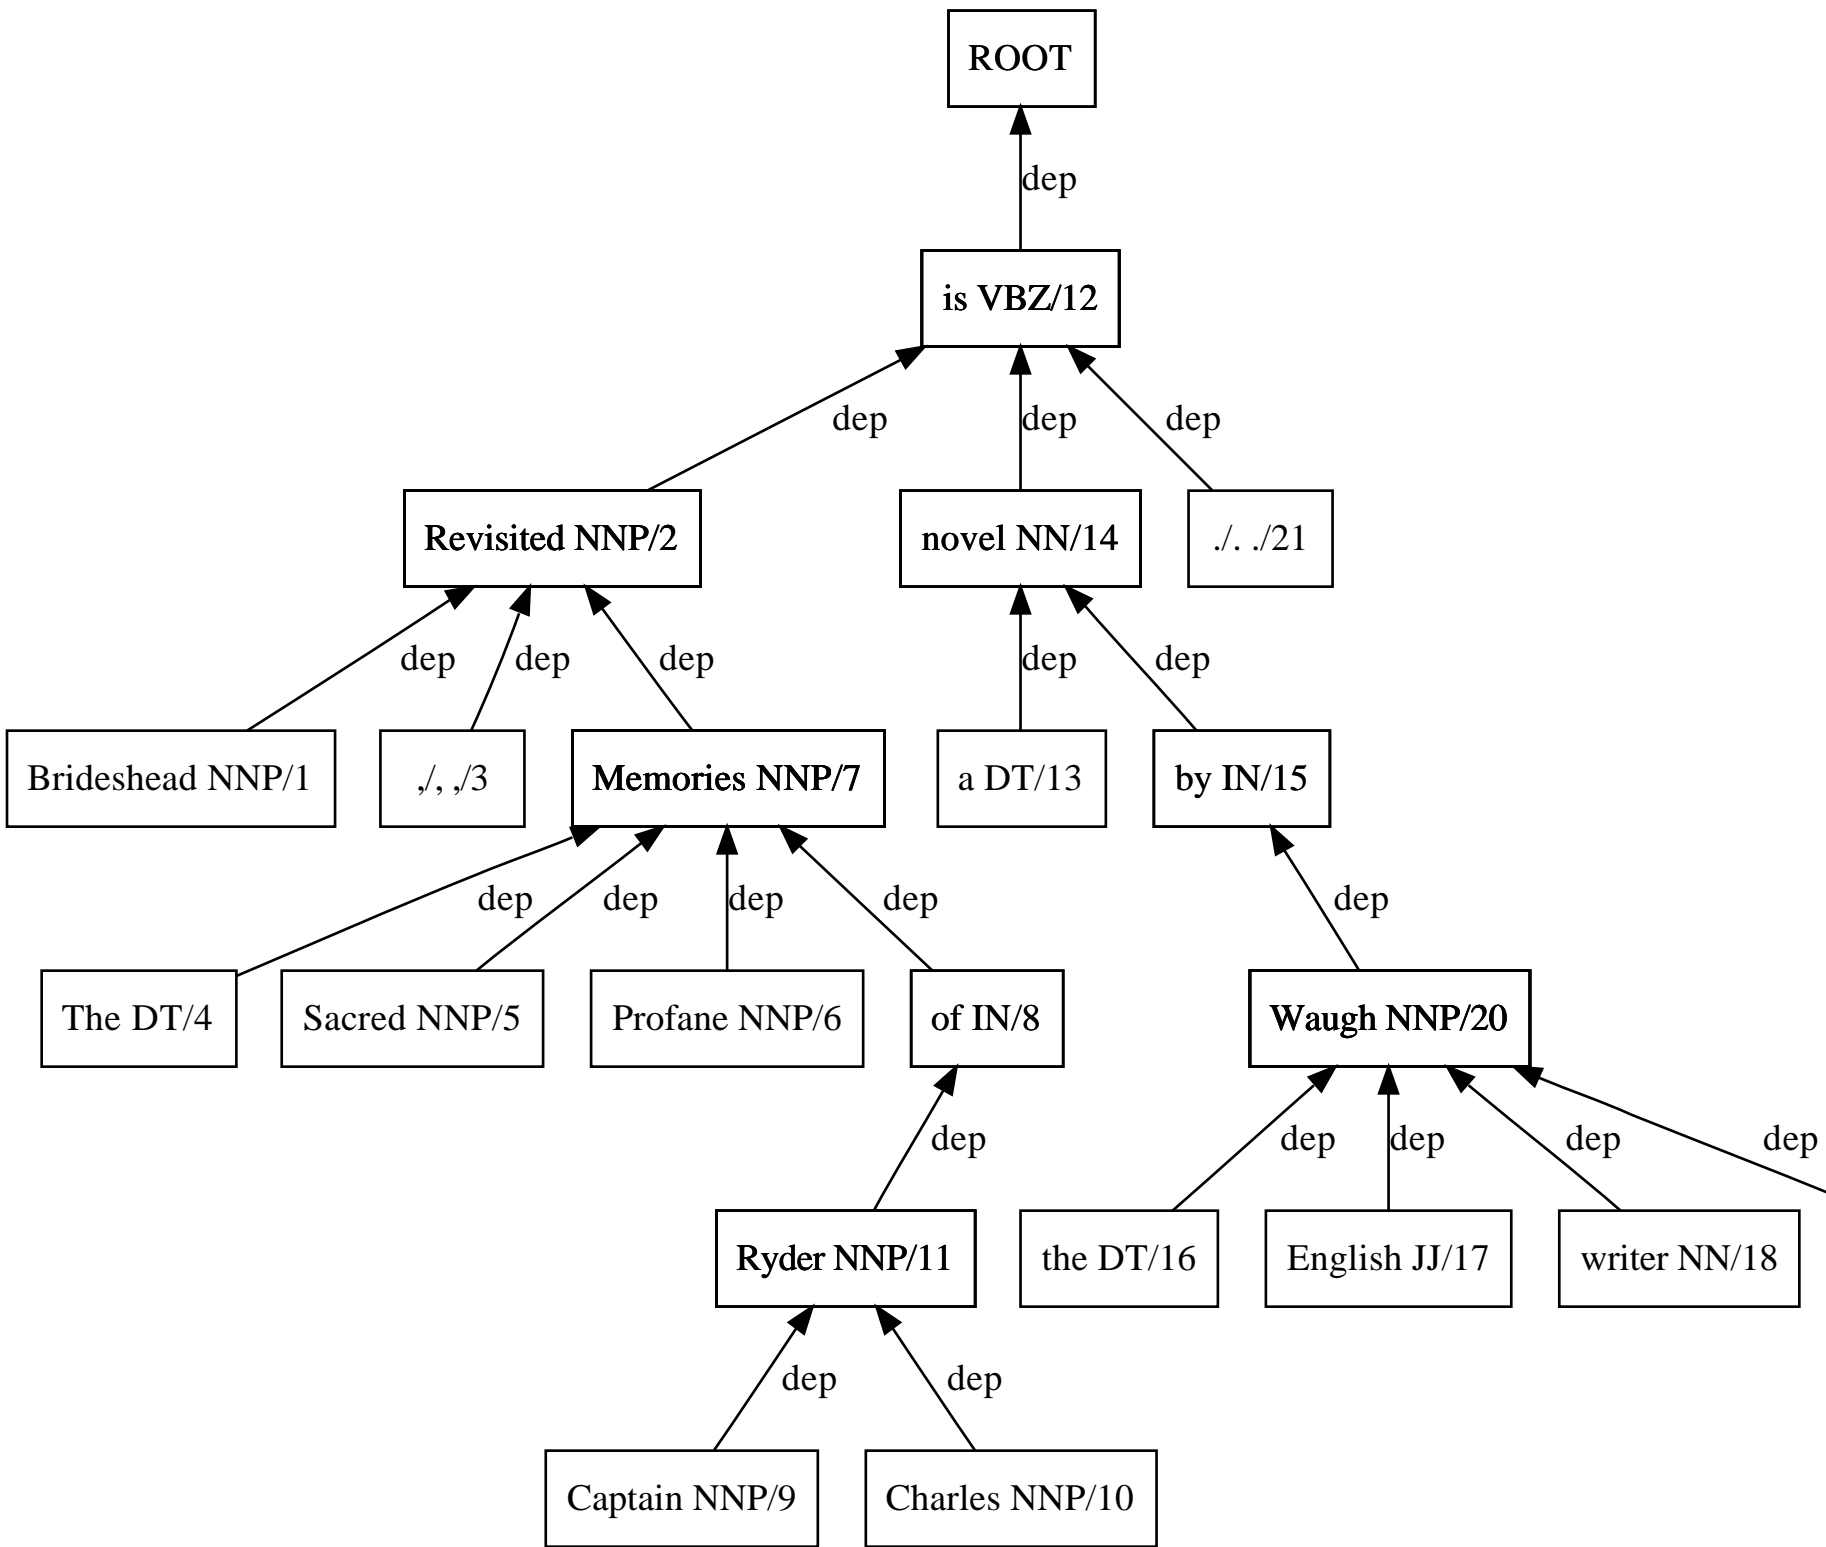 ROOT
dep
is VBZ/12
dep dep dep
Revisited NNP/2 novel NN/14 ./. ./21
dep dep dep dep dep
Brideshead NNP/1 ,/, ,/3 Memories NNP/7 a DT/13 by IN/15
dep dep dep dep dep
The DT/4 Sacred NNP/5 Profane NNP/6 of IN/8 Waugh NNP/20
dep dep dep dep dep
Ryder NNP/11 the DT/16 English JJ/17 writer NN/18
dep dep
Captain NNP/9 Charles NNP/10